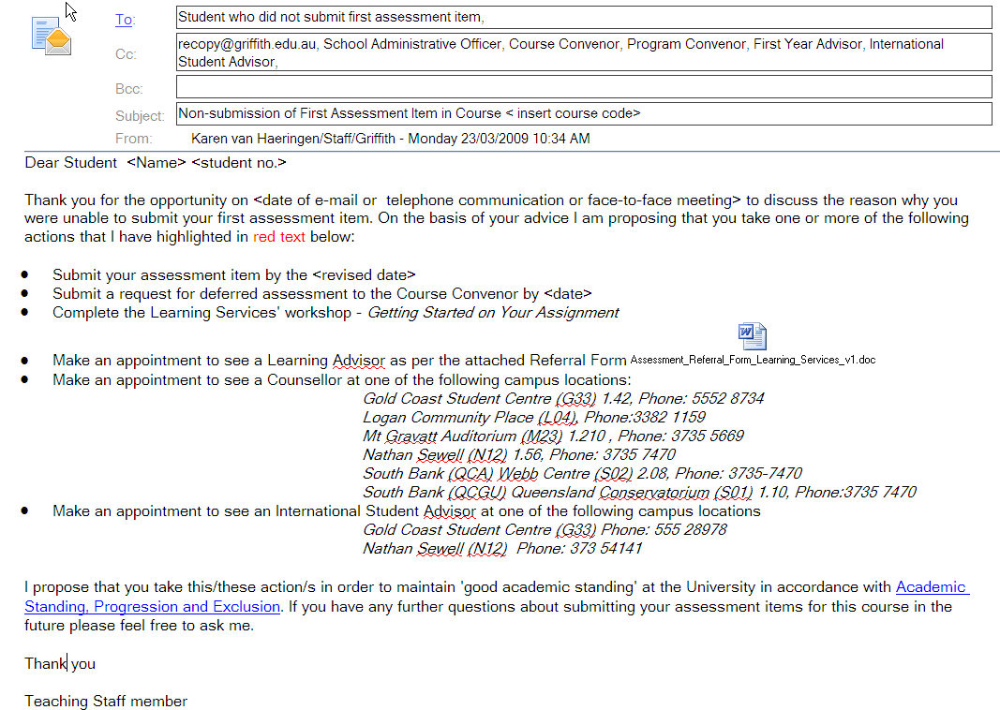 To: Student who did not submit first assessment item,
Cc: recopy@griffith.edu.au, School Administrative Officer, Course Convenor, Program Convenor, First Year Advisor, International
Student Advisor,
Bcc:
Subject: Non-submission of First Assessment Item in Course < insert course code>
From: Karen van Haeringen/Staff/Griffith - Monday 23/03/2009 10:34 AM
Dear Student <Name> <student no.>
Thank you for the opportunity on <date of e-mail or telephone communication or face-to-face meeting> to discuss the reason why you
were unable to submit your first assessment item. On the basis of your advice I am proposing that you take one or more of the following
actions that I have highlighted in red text below:
● Submit your assessment item by the <revised date>
● Submit a request for deferred assessment to the Course Convenor by <date>
● Complete the Learning Services' workshop - Getting Started on Your Assignment
● Make an appointment to see a Learning Advisor as per the attached Referral Form Assessment_Referral_Form_Learning_Services_v1.doc
● Make an appointment to see a Counsellor at one of the following campus locations:
Gold Coast Student Centre (G33) 1.42, Phone: 5552 8734
Logan Community Place (L04), Phone:3382 1159
Mt Gravatt Auditorium (M23) 1.210 , Phone: 3735 5669
Nathan Sewell (N12) 1.56, Phone: 3735 7470
South Bank (QCA) Webb Centre (S02) 2.08, Phone: 3735-7470
South Bank (QCGU) Queensland Conservatorium (S01) 1.10, Phone:3735 7470
● Make an appointment to see an International Student Advisor at one of the following campus locations
Gold Coast Student Centre (G33) Phone: 555 28978
Nathan Sewell (N12) Phone: 373 54141
I propose that you take this/these action/s in order to maintain 'good academic standing' at the University in accordance with Academic
Standing, Progression and Exclusion. If you have any further questions about submitting your assessment items for this course in the
future please feel free to ask me.
Thank you
Teaching Staff member